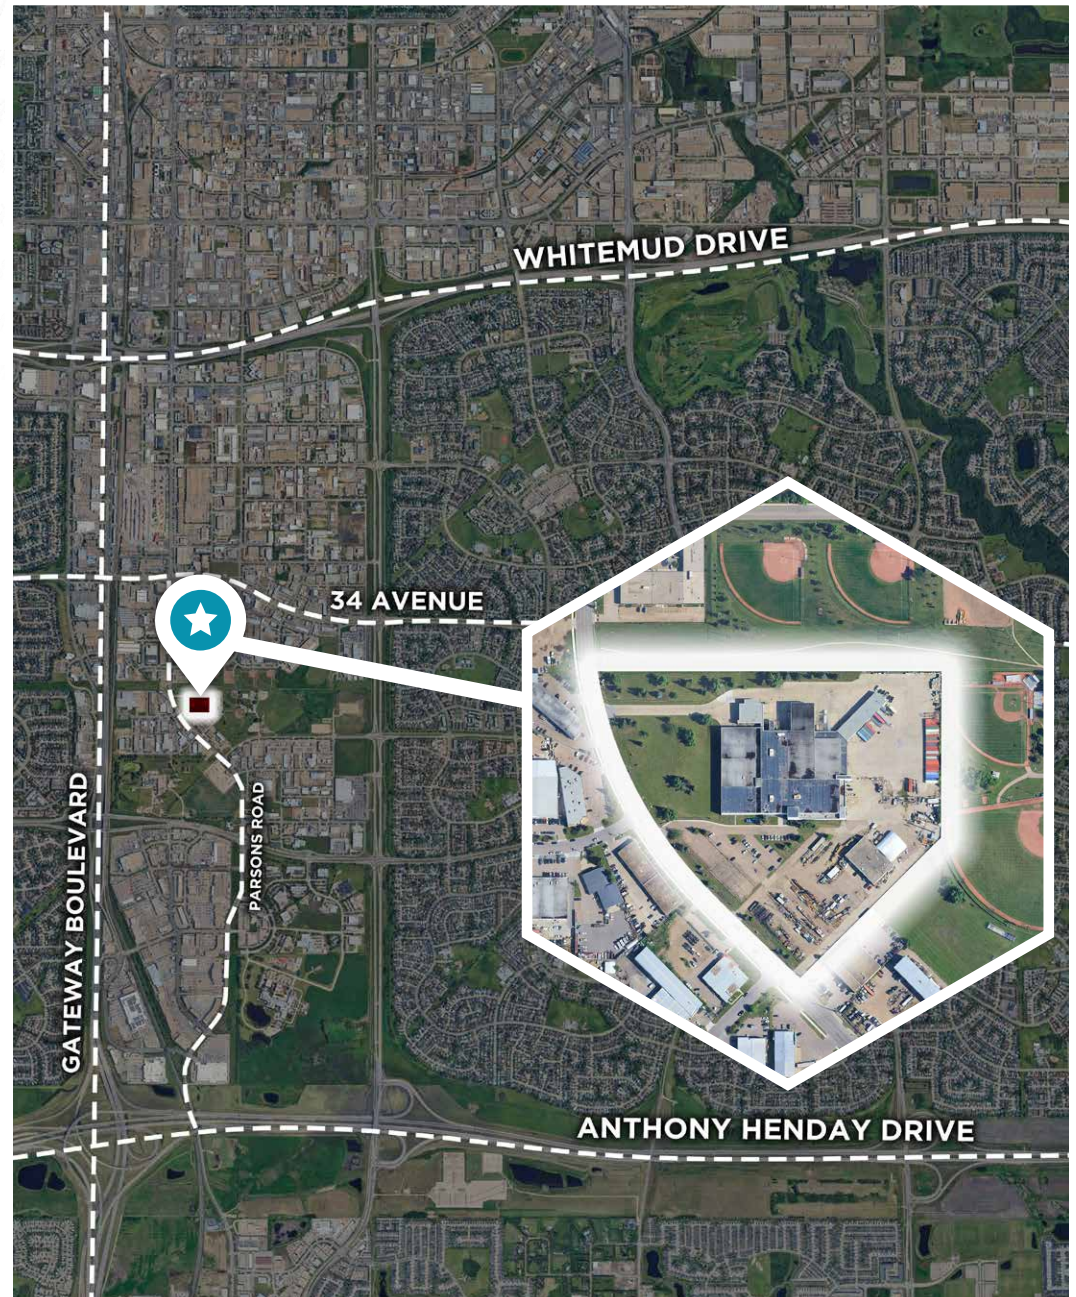 WHITEMUD DRIVE
34 AVENUE
PARSONS ROAD
GATEWAY BOULEVARD
ANTHONY HENDAY DRIVE